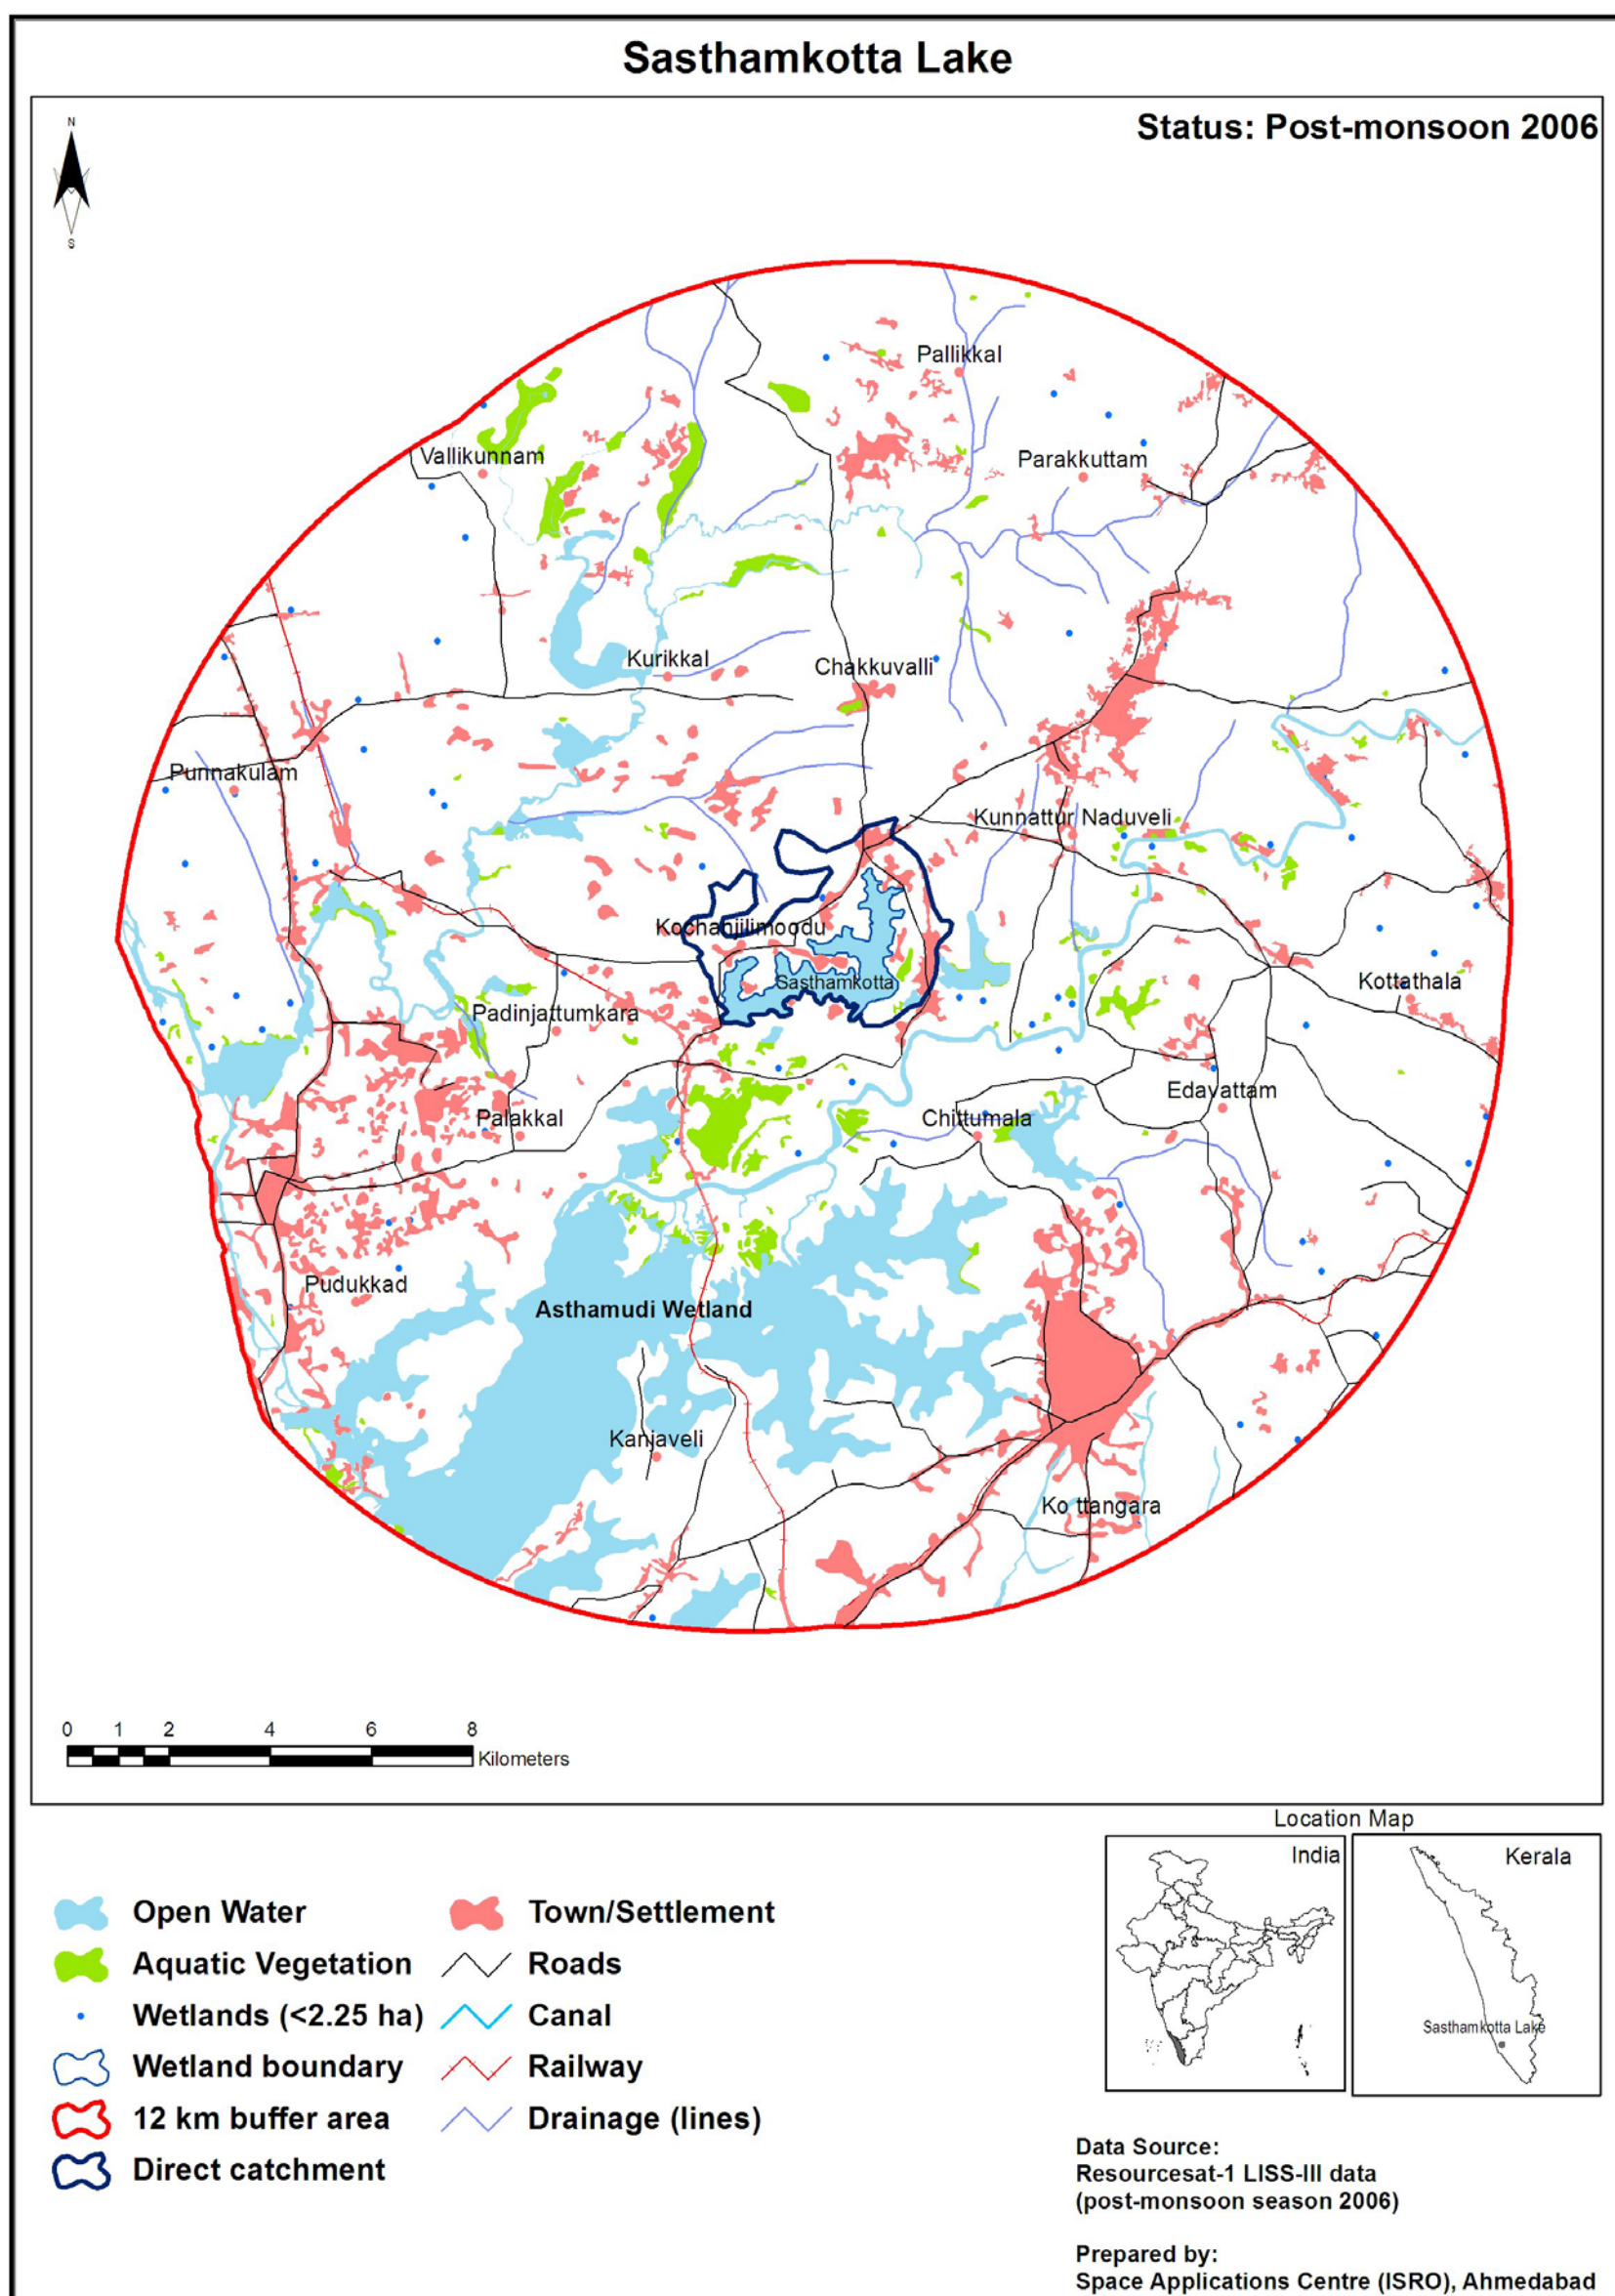 Sasthamkotta Lake
Status: Post-monsoon 2006
N
S
Pallikkal
Vallikunnam
Parakkuttam
Kurikkal
Chakkuvalli
Punnakulam
Kunnattur Naduveli
Kochanjilimoodu
Sasthamkotta
Kottathala
Padinjattumkara
Edavattam
Palakkal
Chittumala
Pudukkad
Asthamudi Wetland
Kanjaveli
Ko ttangara
0 1 2 4 6 8
Kilometers
Location Map
India
Kerala
Sasthamkotta Lake
Open Water
Aquatic Vegetation
Wetlands (<2.25 ha)
Wetland boundary
12 km buffer area
Direct catchment
Town/Settlement
Roads
Canal
Railway
Drainage (lines)
Data Source:
Resourcesat-1 LISS-III data
(post-monsoon season 2006)
Prepared by:
Space Applications Centre (ISRO), Ahmedabad